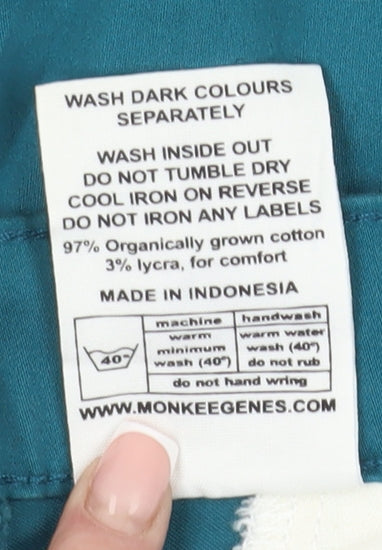 WASH DARK COLOURS
SEPARATELY
WASH INSIDE OUT
DO NOT TUMBLE DRY
COOL IRON ON REVERSE
DO NOT IRON ANY LABELS
97% Organically grown cotton
3% lycra, for comfort
MADE IN INDONESIA
40°
machine
warm
minimum
wash (40°)
handwash
warm water
wash (40°)
do not rub
do not hand wring
WWW.MONKEEGENES.COM